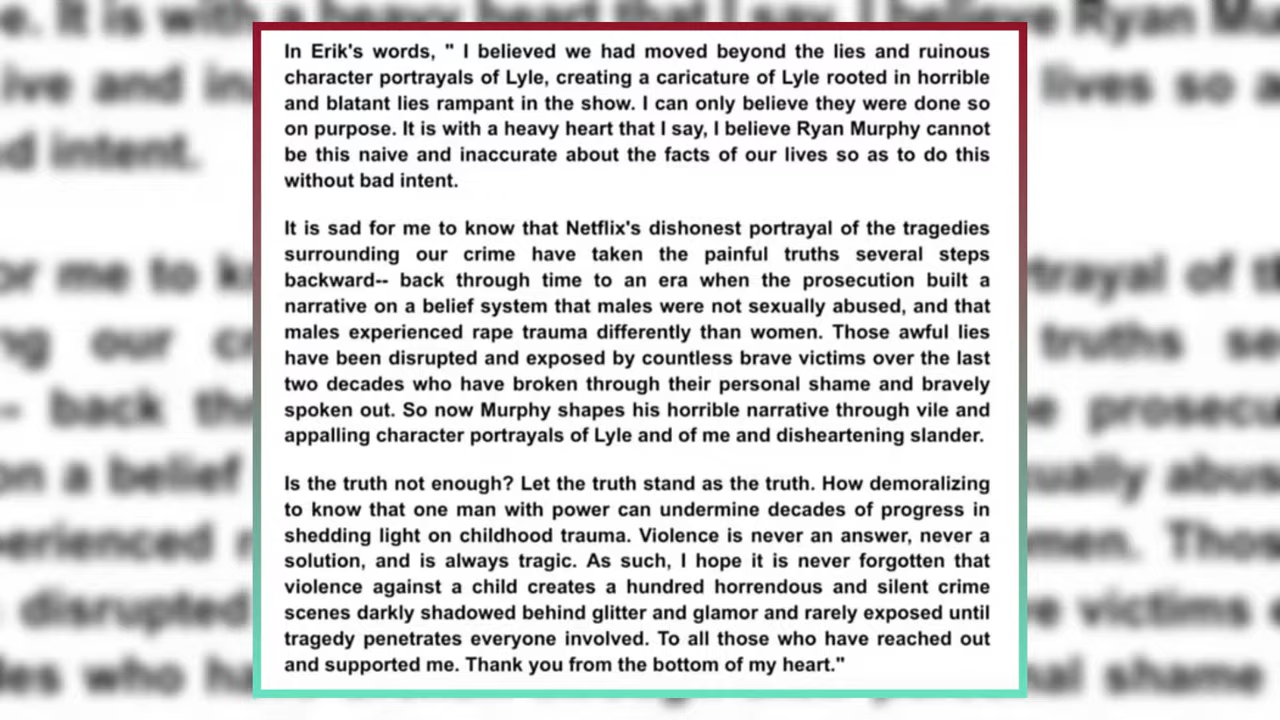 In Erik's words, " I believed we had moved beyond the lies and ruinous
character portrayals of Lyle, creating a caricature of Lyle rooted in horrible
and blatant lies rampant in the show. I can only believe they were done so
on purpose. It is with a heavy heart that I say, I believe Ryan Murphy cannot
be this naive and inaccurate about the facts of our lives so as to do this
without bad intent.
It is sad for me to know that Netflix's dishonest portrayal of the tragedies
surrounding our crime have taken the painful truths several steps
backward-- back through time to an era when the prosecution built a
narrative on a belief system that males were not sexually abused, and that
males experienced rape trauma differently than women. Those awful lies
have been disrupted and exposed by countless brave victims over the last
two decades who have broken through their personal shame and bravely
spoken out. So now Murphy shapes his horrible narrative through vile and
appalling character portrayals of Lyle and of me and disheartening slander.
Is the truth not enough? Let the truth stand as the truth. How demoralizing
to know that one man with power can undermine decades of progress in
shedding light on childhood trauma. Violence is never an answer, never a
solution, and is always tragic. As such, I hope it is never forgotten that
violence against a child creates a hundred horrendous and silent crime
scenes darkly shadowed behind glitter and glamor and rarely exposed until
tragedy penetrates everyone involved. To all those who have reached out
and supported me. Thank you from the bottom of my heart."